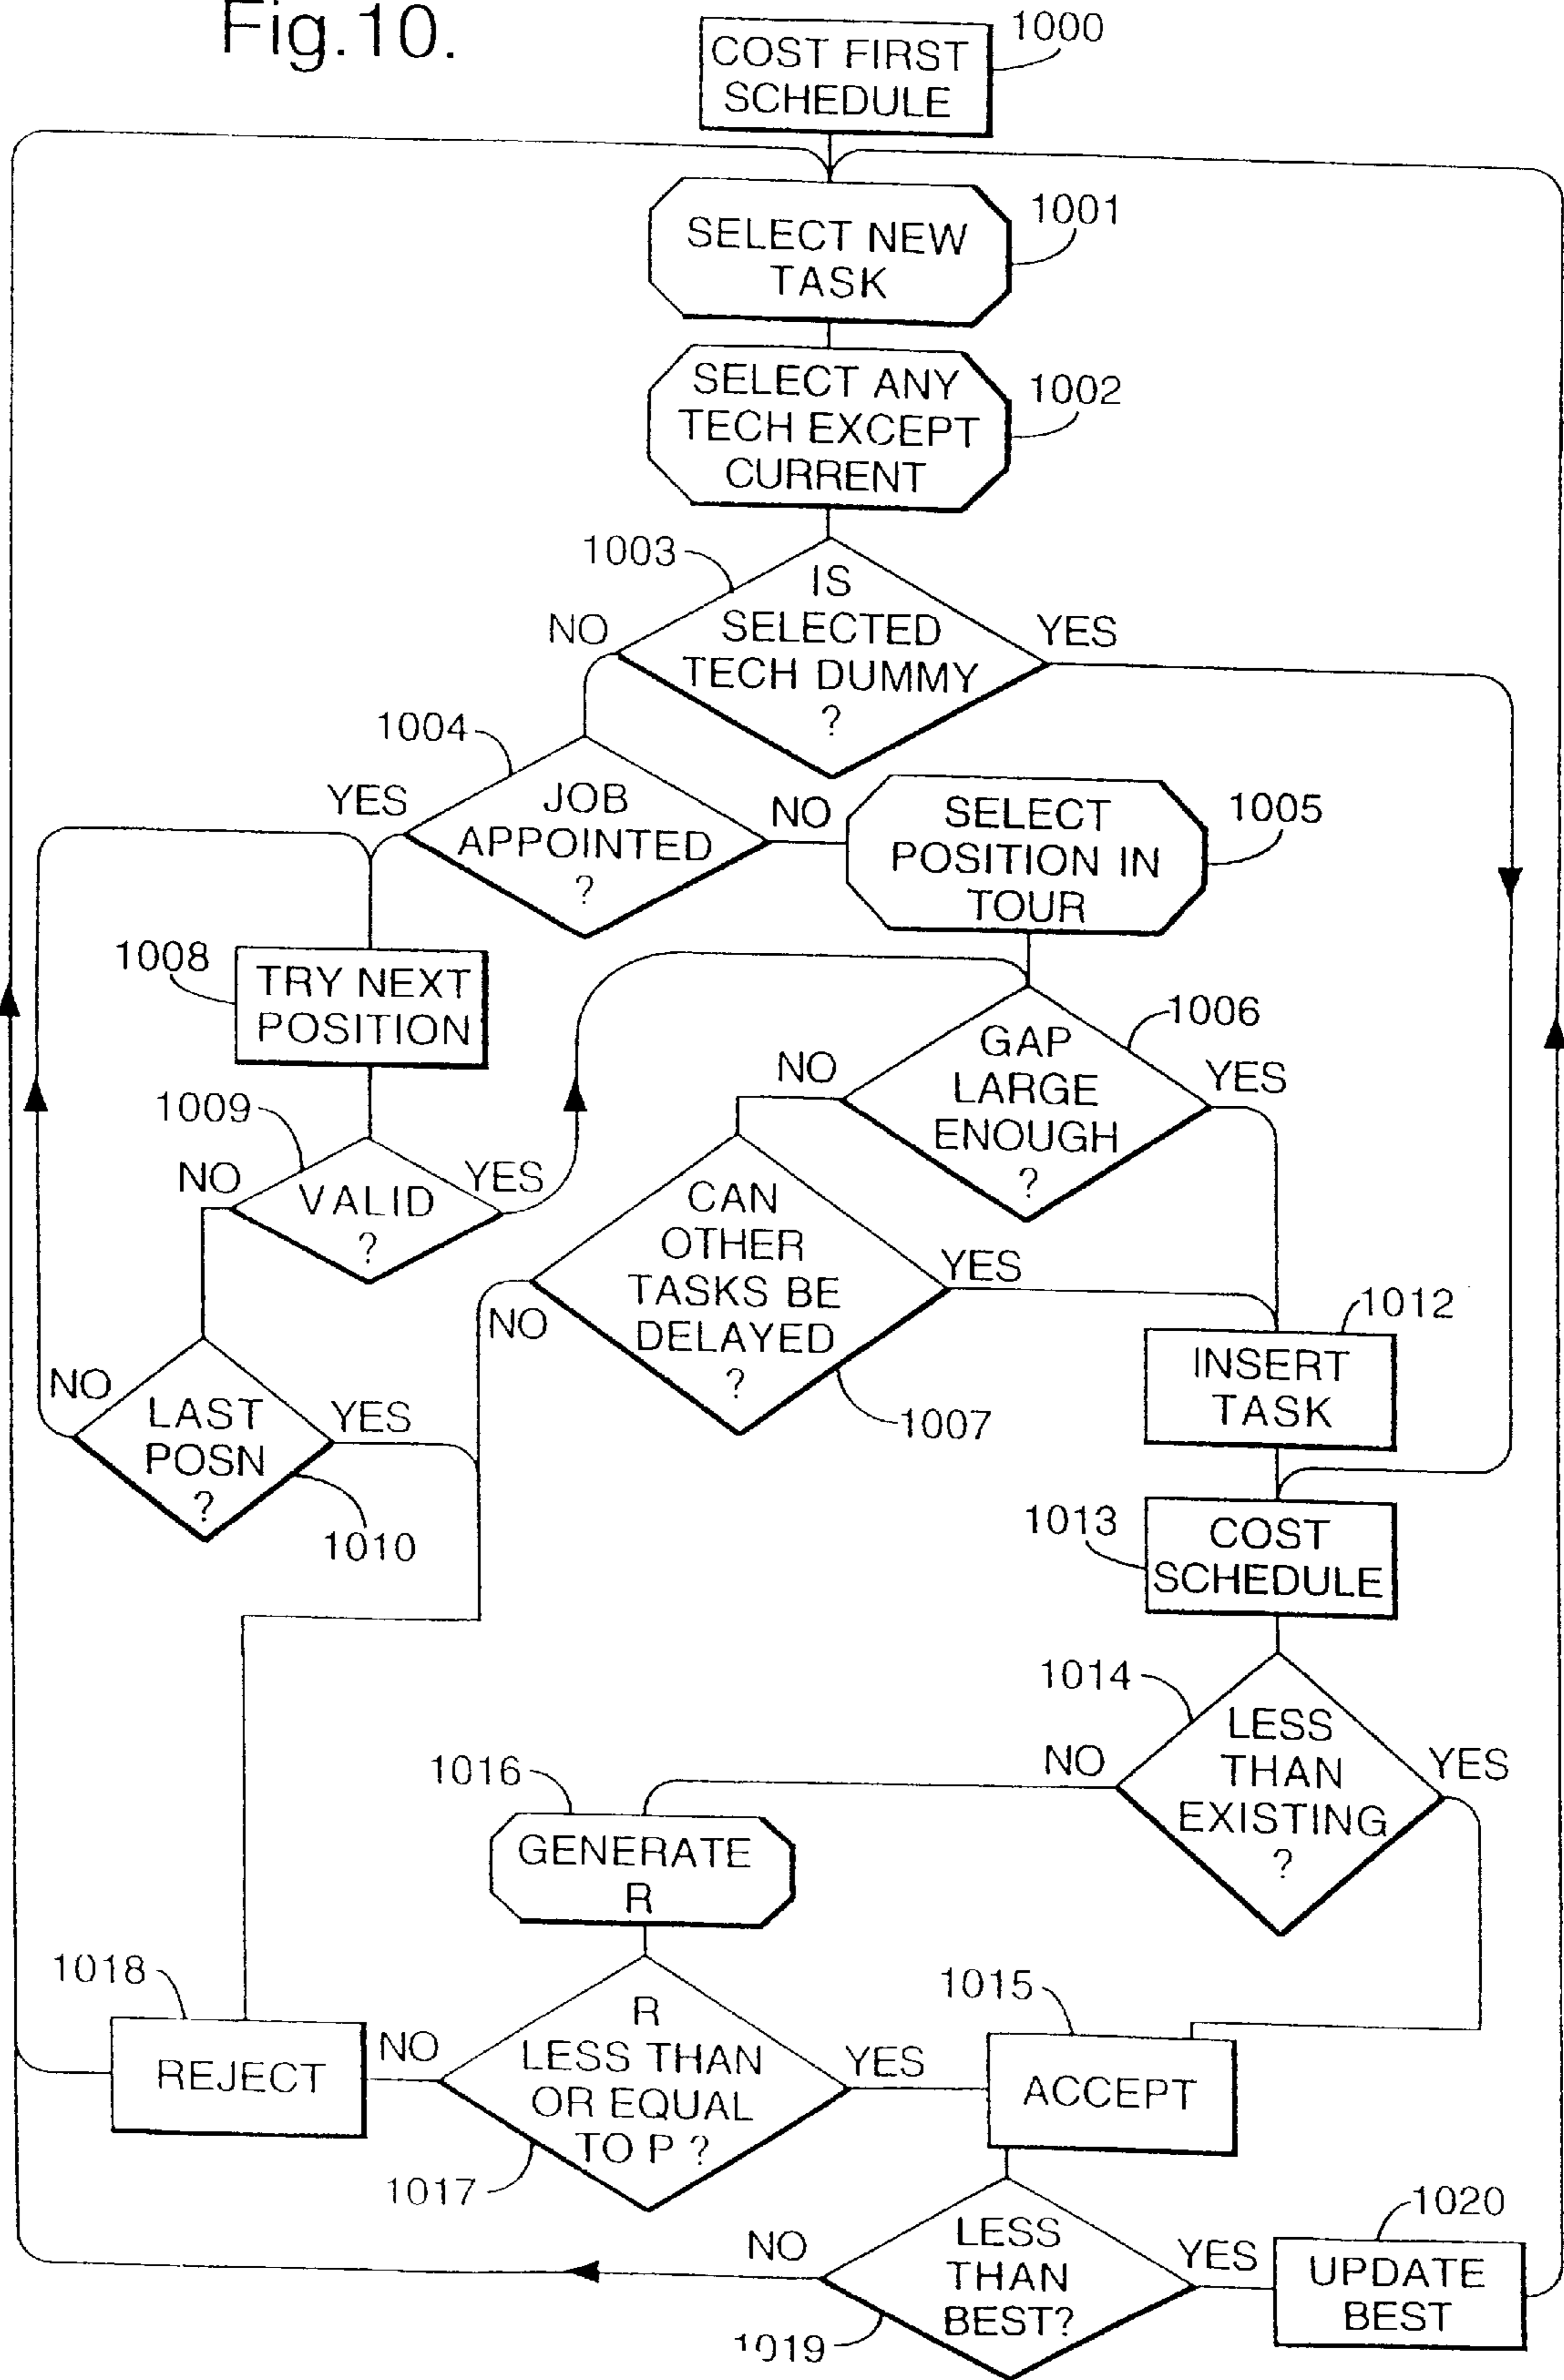 Fig.10.
COST FIRST
SCHEDULE
1000
SELECT NEW
TASK
1001
SELECT ANY
TECH EXCEPT
CURRENT
1002
1003
IS
SELECTED
TECH DUMMY
?
NO
YES
1004
JOB
APPOINTED
?
YES
NO
SELECT
POSITION IN
TOUR
1005
1008
TRY NEXT
POSITION
1006
GAP
LARGE
ENOUGH
?
NO
YES
1009
VALID
?
NO
YES
CAN
OTHER
TASKS BE
DELAYED
?
YES
NO
1007
1012
INSERT
TASK
LAST
POSN
?
NO
YES
1010
1013
COST
SCHEDULE
1014
LESS
THAN
EXISTING
?
NO
YES
1016
GENERATE
R
1018
REJECT
NO
R
LESS THAN
OR EQUAL
TO P ?
YES
1017
1015
ACCEPT
NO
LESS
THAN
BEST?
YES
1019
1020
UPDATE
BEST